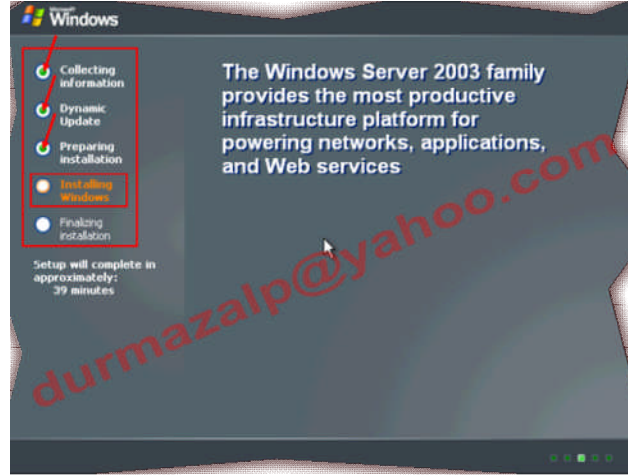 Microsoft
Windows
Collecting
information
Dynamic
Update
Preparing
installation
Installing
Windows
Finalizing
installation
Setup will complete in
approximately:
39 minutes
The Windows Server 2003 family
provides the most productive
infrastructure platform for
powering networks, applications,
and Web services
durmazalp@yahoo.com